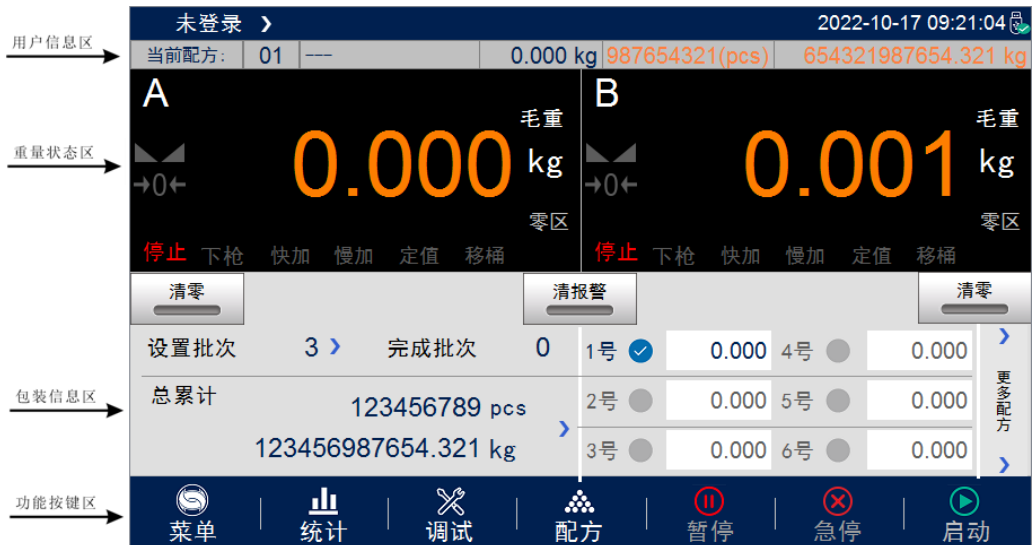 用户信息区
未登录 ❯ 2022-10-17 09:21:04
当前配方: 01 --- 0.000 kg 987654321(pcs) 654321987654.321 kg
重量状态区
A 0.000 毛重 kg 零区
→0←
停止 下枪 快加 慢加 定值 移桶
B 0.001 毛重 kg 零区
→0←
停止 下枪 快加 慢加 定值 移桶
清零 清报警 清零
包装信息区
设置批次 3 ❯ 完成批次 0
总累计
123456789 pcs
123456987654.321 kg ❯
1号 0.000 4号 0.000
2号 0.000 5号 0.000
3号 0.000 6号 0.000
❯ 更多配方 ❯
功能按键区
菜单 统计 调试 配方 暂停 急停 启动